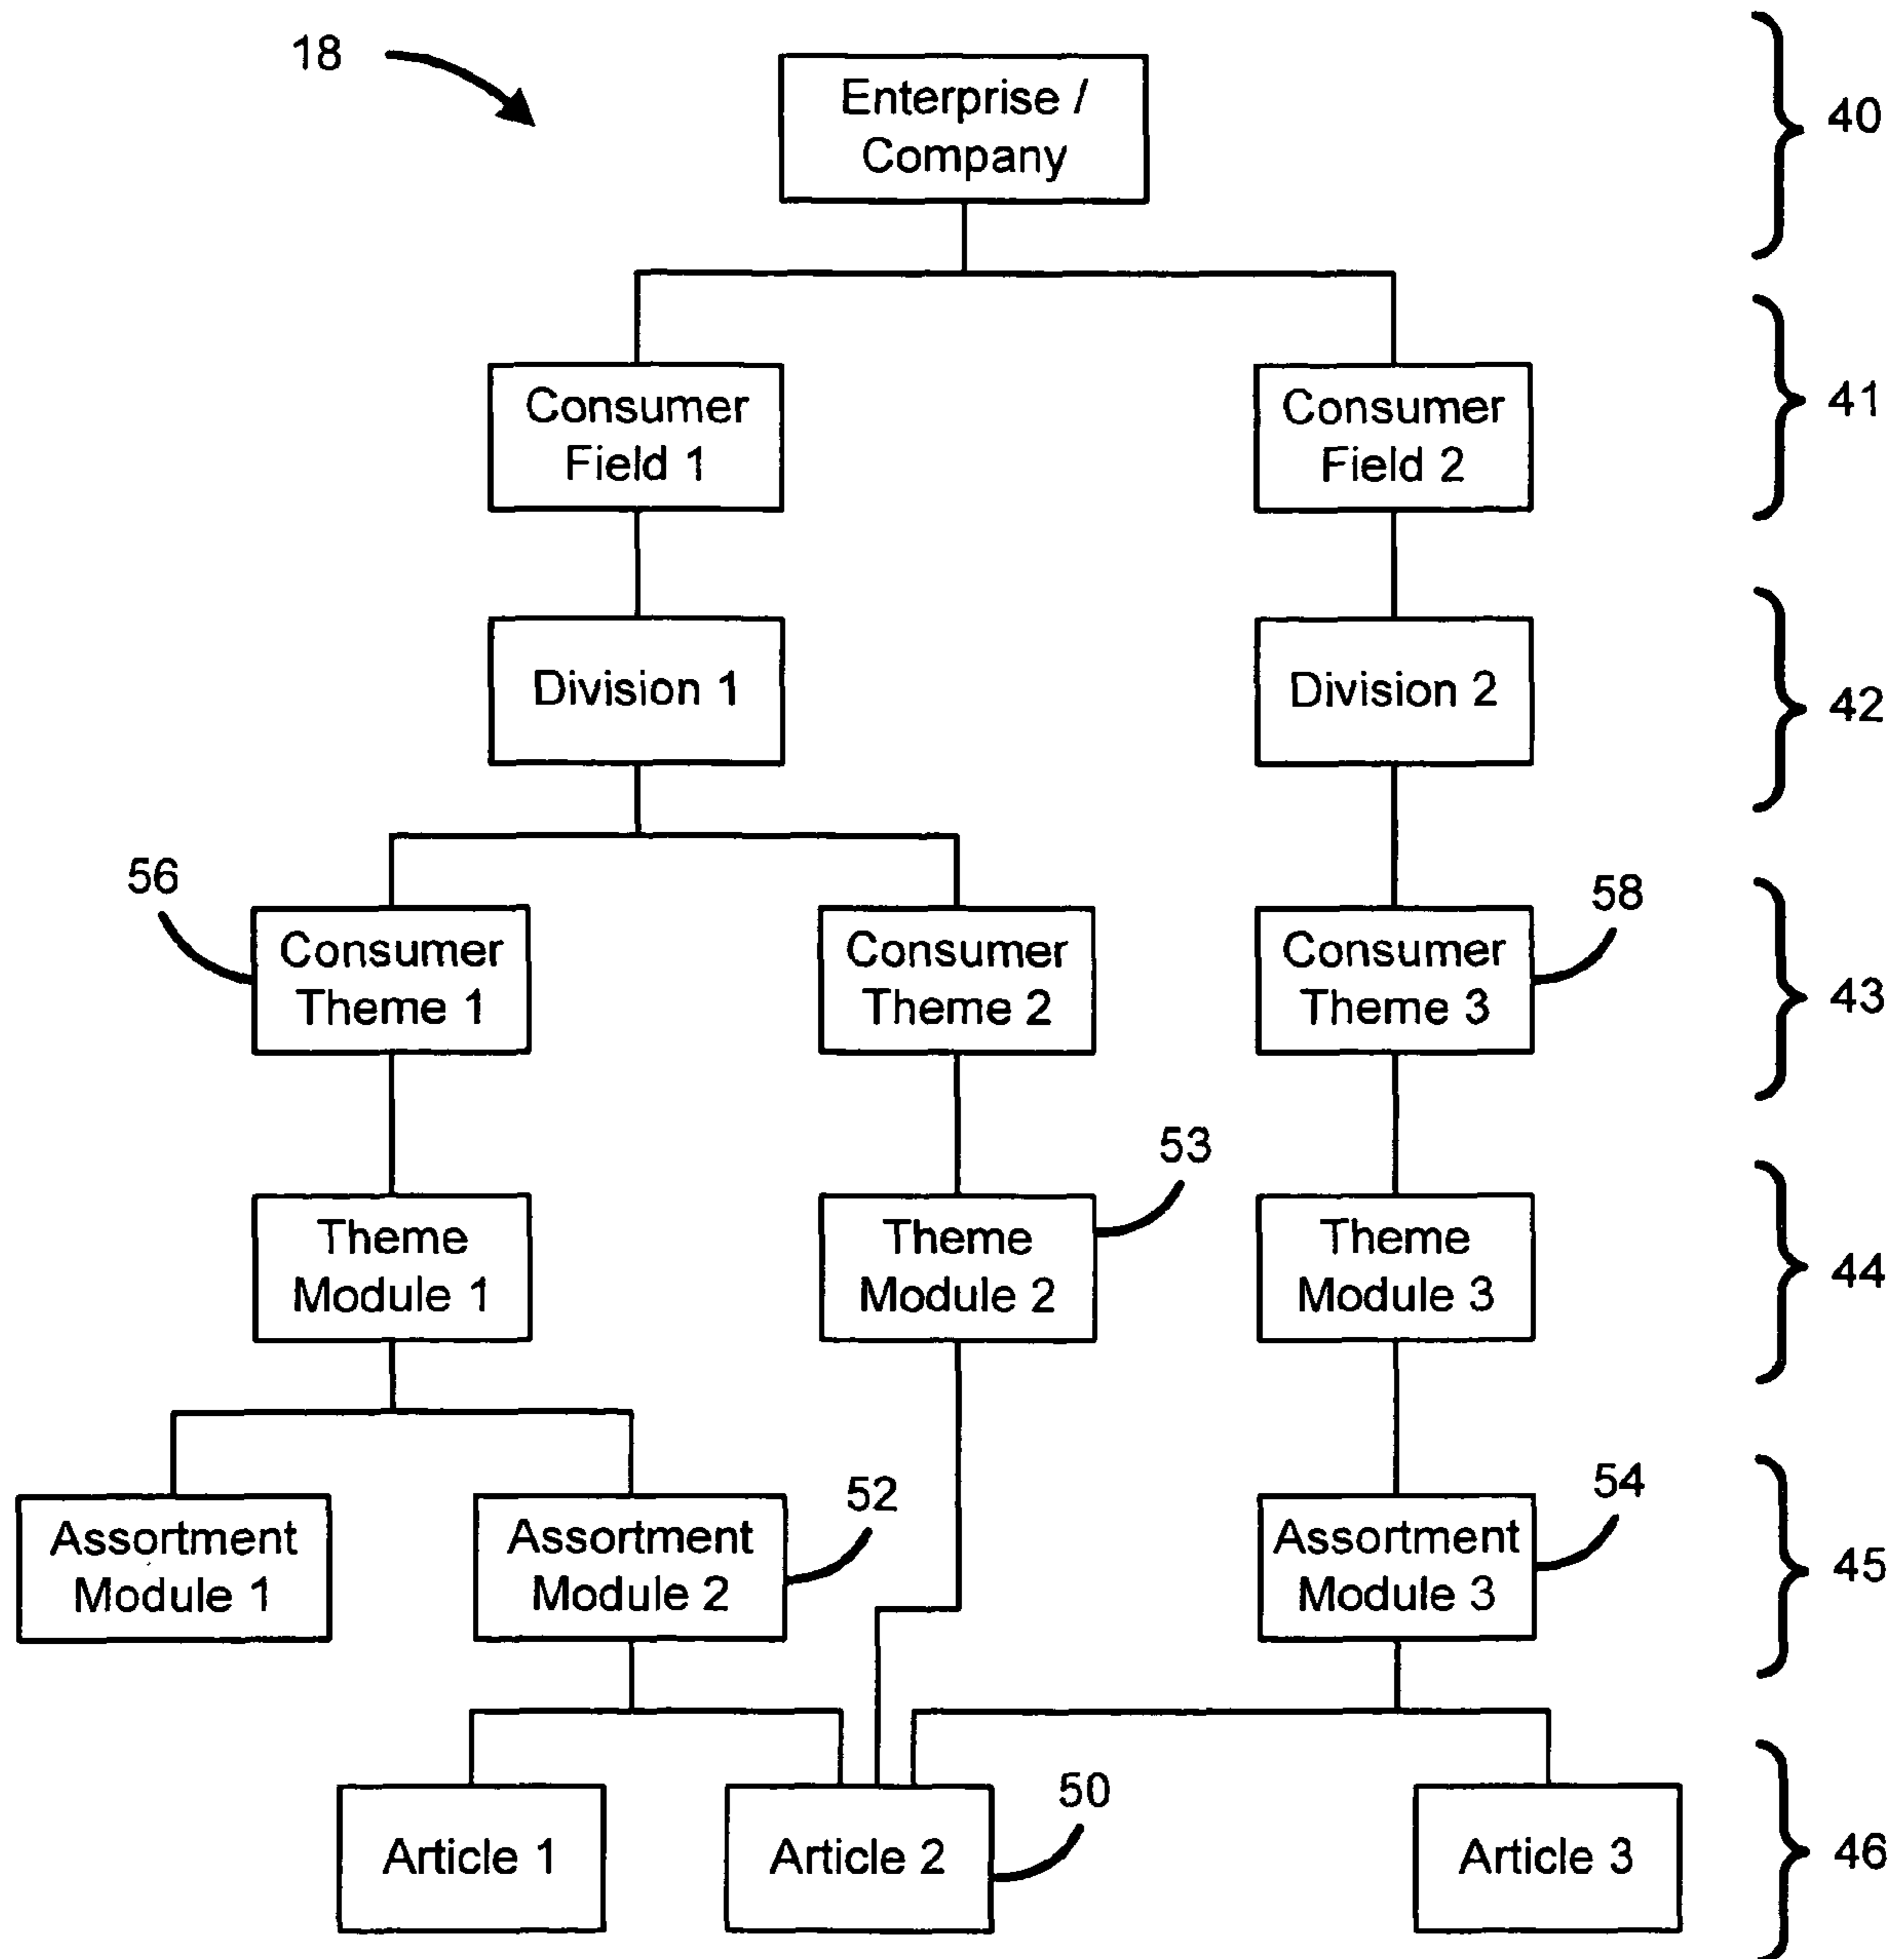 18
Enterprise /
Company
40
Consumer
Field 1
Consumer
Field 2
41
Division 1
Division 2
42
56
Consumer
Theme 1
Consumer
Theme 2
Consumer
Theme 3
58
43
Theme
Module 1
Theme
Module 2
53
Theme
Module 3
44
Assortment
Module 1
Assortment
Module 2
52
Assortment
Module 3
54
45
Article 1
Article 2
50
Article 3
46